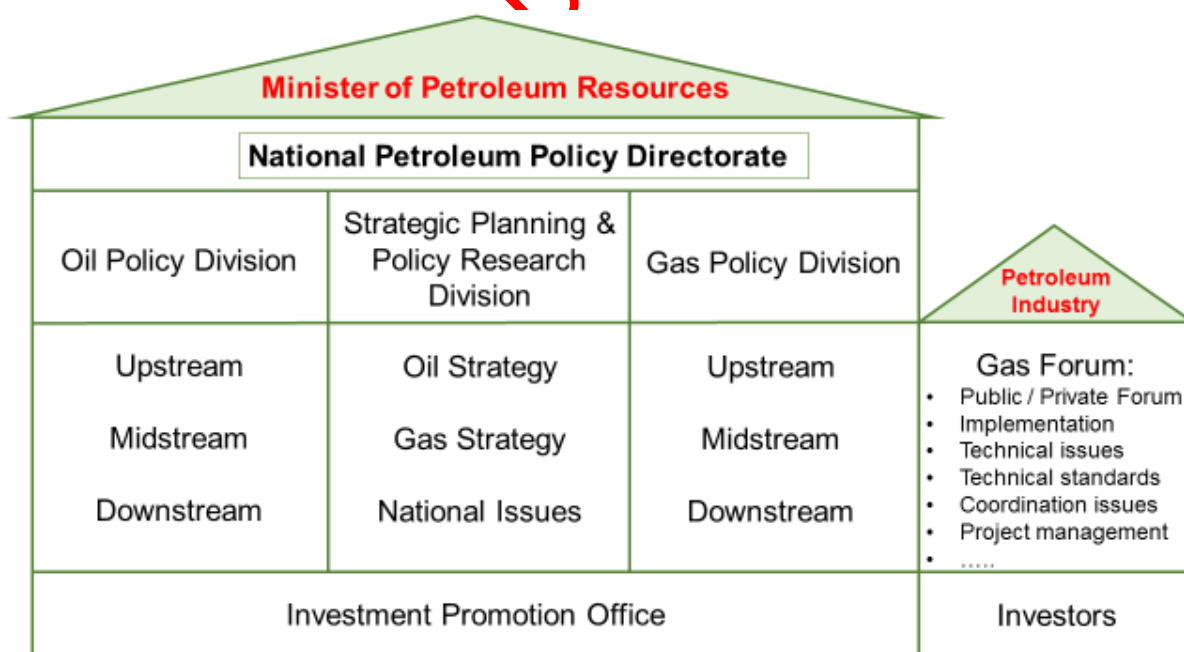 Minister of Petroleum Resources
National Petroleum Policy Directorate
Oil Policy Division
Strategic Planning &
Policy Research
Division
Gas Policy Division
Upstream
Midstream
Downstream
Oil Strategy
Gas Strategy
National Issues
Upstream
Midstream
Downstream
Investment Promotion Office
Petroleum
Industry
Gas Forum:
• Public / Private Forum
• Implementation
• Technical issues
• Technical standards
• Coordination issues
• Project management
• .....
Investors